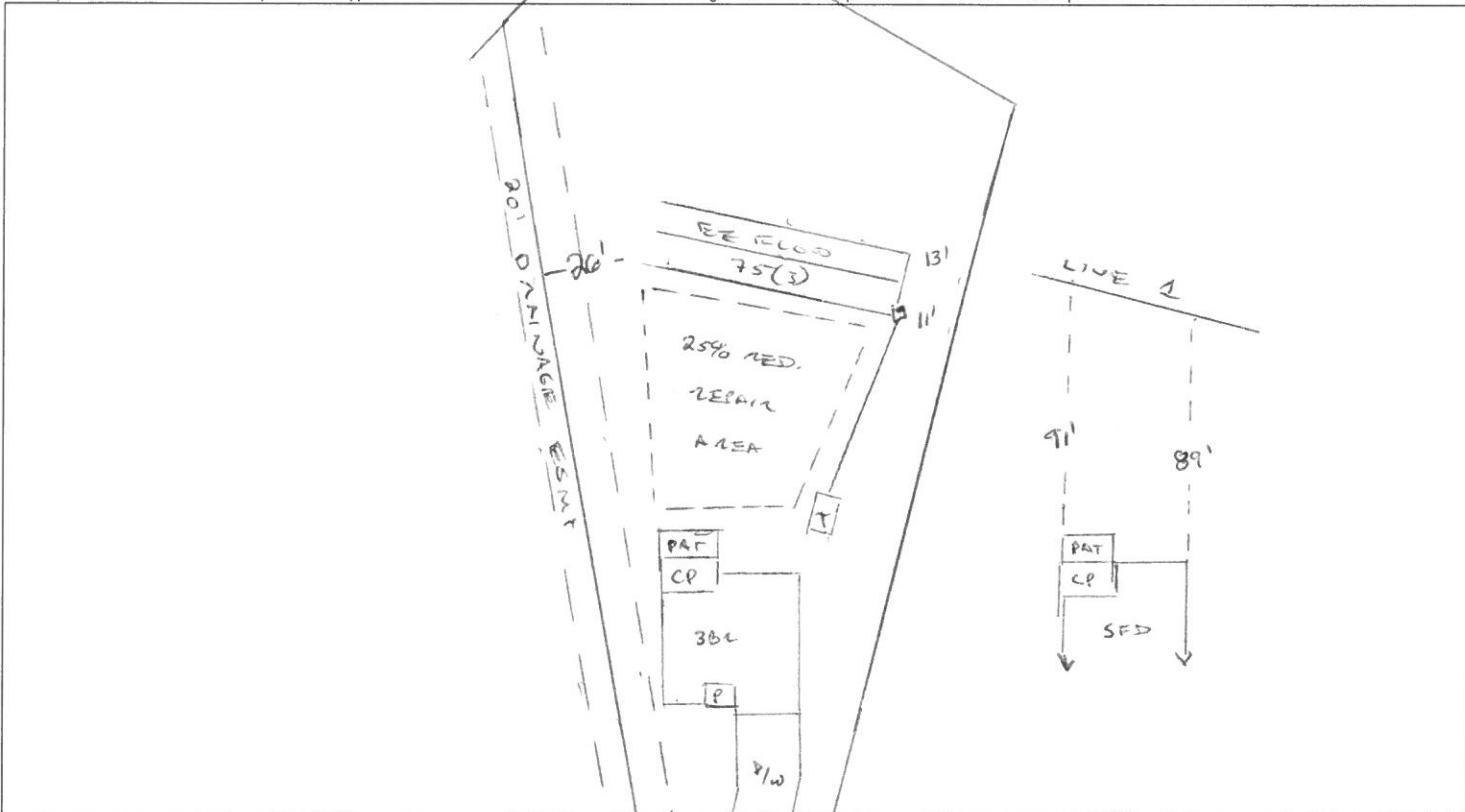 20' DRAINAGE ESMT
26'
EZ FLOW
75(3)
13'
11'
25% RED.
REPAIR
AREA
T
PAT
CP
3BR
P
D/W
LINE 1
91'
89'
PAT
CP
SFD